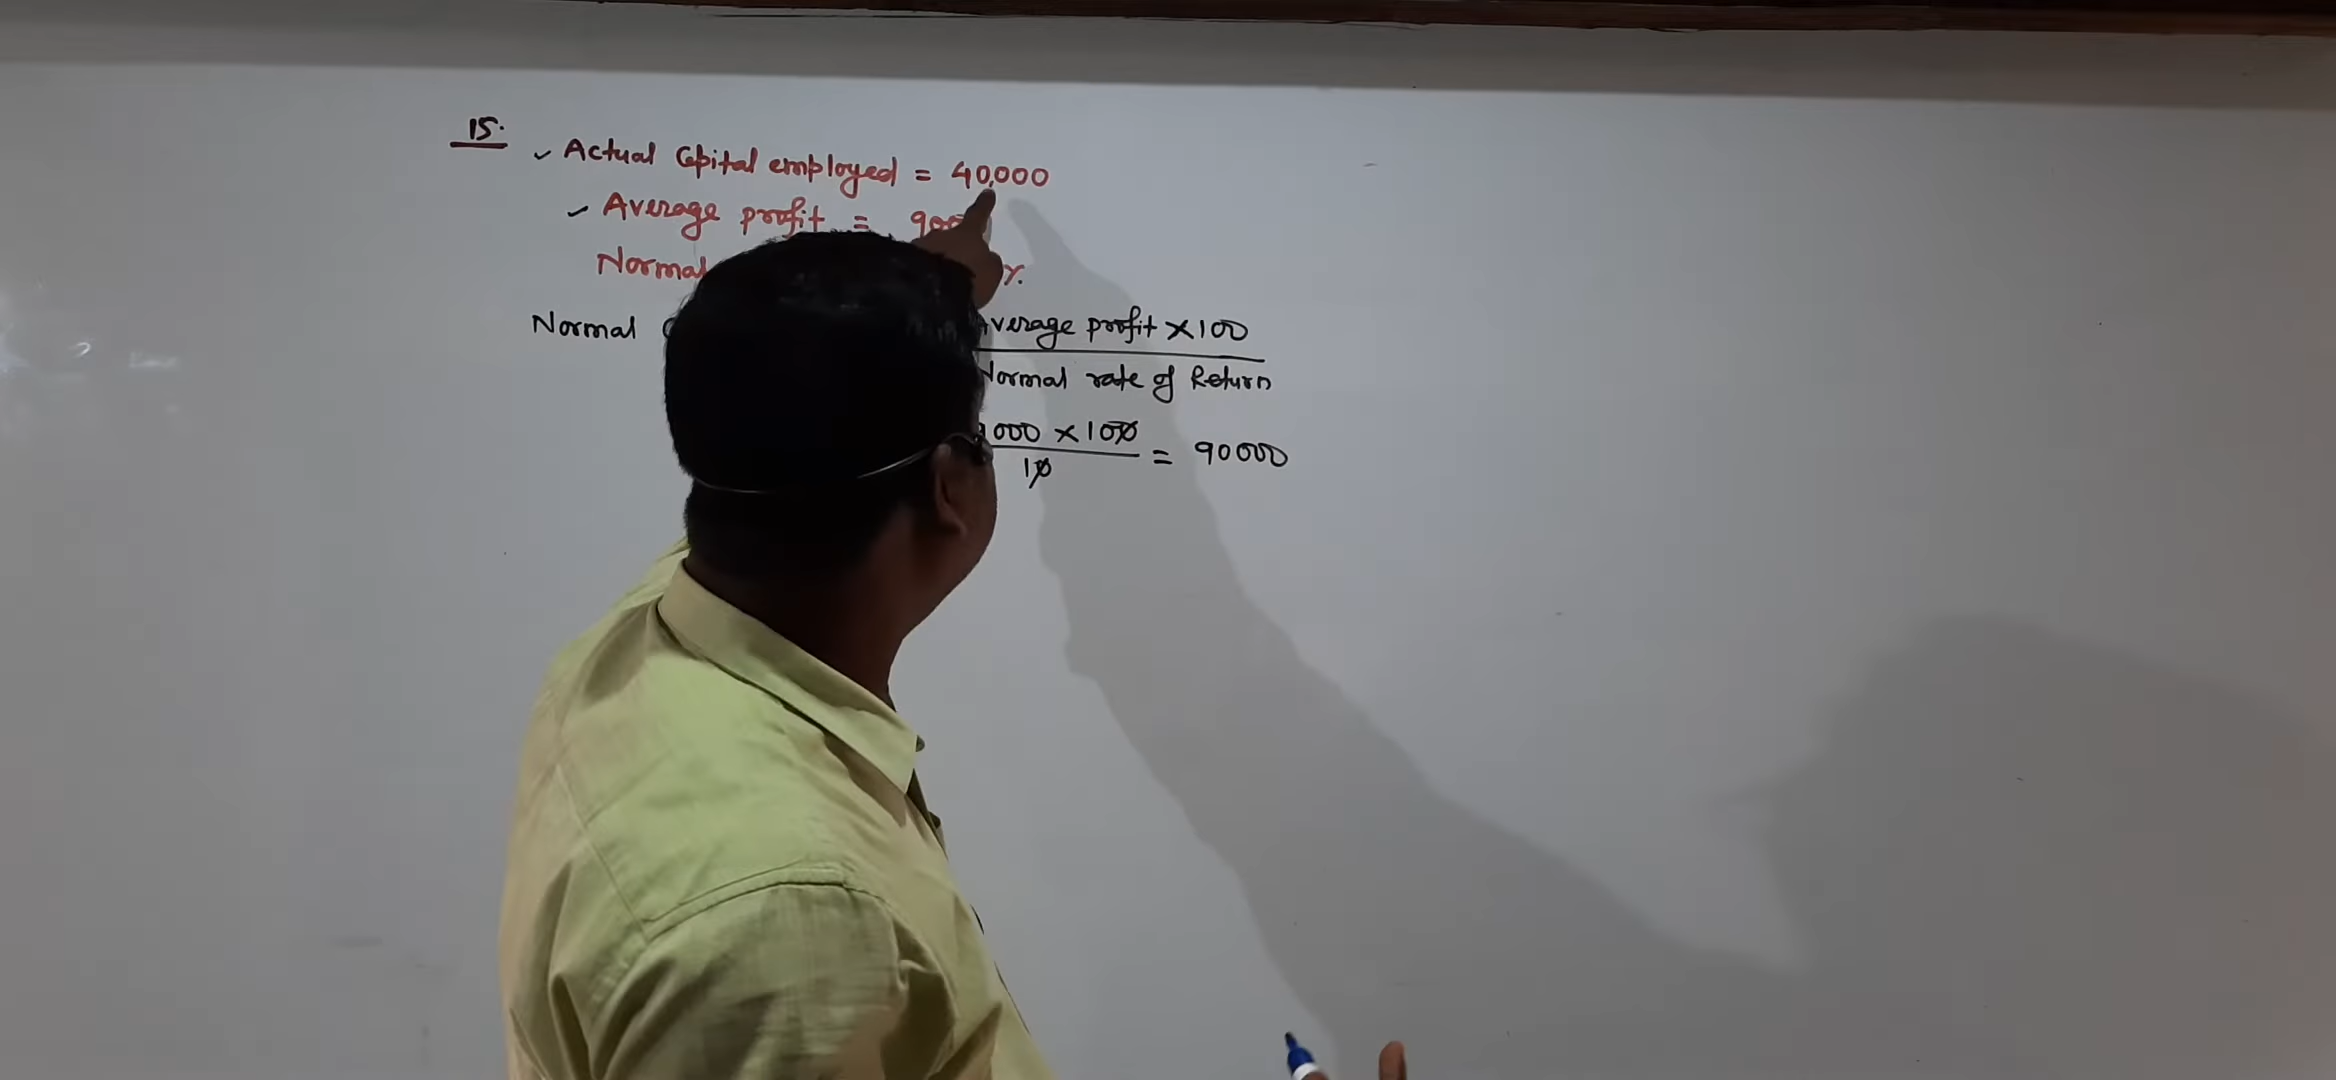 15.
Actual Capital employed = 40,000
Average profit =
Normal %.
Normal Average profit × 100
Normal rate of Return
9000 × 100 = 90000
10